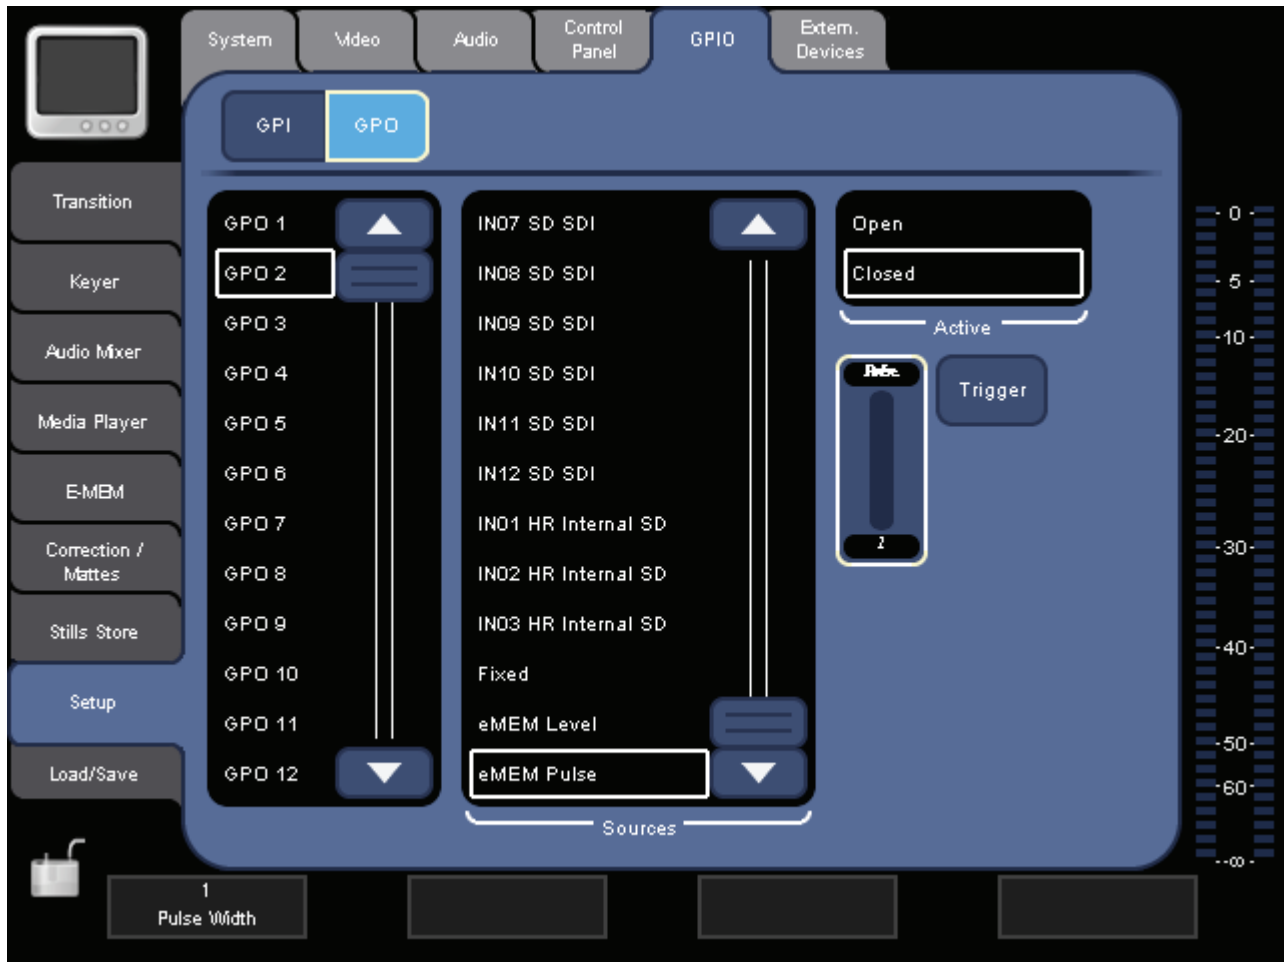 System
Video
Audio
Control
Panel
GPIO
Extern.
Devices
GPI
GPO
Transition
Keyer
Audio Mixer
Media Player
E-MEM
Correction /
Mattes
Stills Store
Setup
Load/Save
GPO 1
GPO 2
GPO 3
GPO 4
GPO 5
GPO 6
GPO 7
GPO 8
GPO 9
GPO 10
GPO 11
GPO 12
IN07 SD SDI
IN08 SD SDI
IN09 SD SDI
IN10 SD SDI
IN11 SD SDI
IN12 SD SDI
IN01 HR Internal SD
IN02 HR Internal SD
IN03 HR Internal SD
Fixed
eMEM Level
eMEM Pulse
Sources
Open
Closed
Active
Trigger
1
- 0 -
- 5 -
-10-
-20-
-30-
-40-
-50-
-60-
--∞-
1
Pulse Width